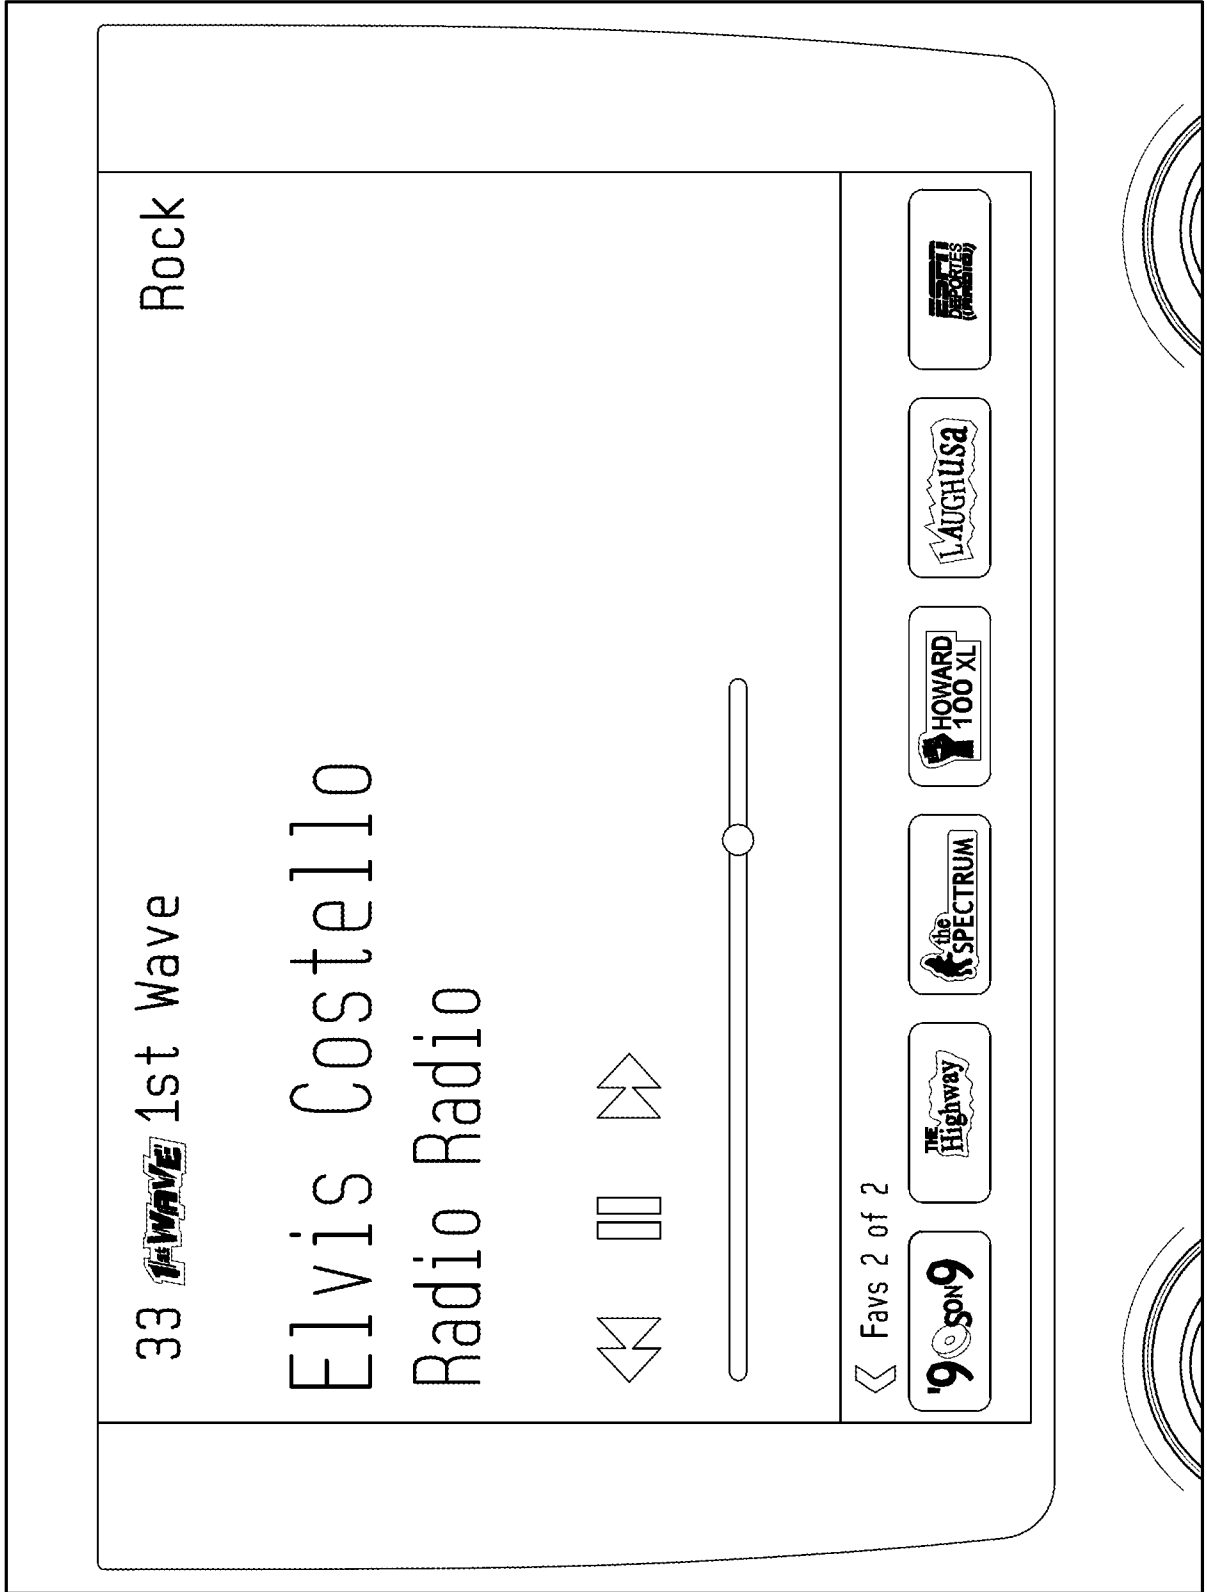 33 1st WAVE 1st Wave
Rock
Elvis Costello
Radio Radio
Favs 2 of 2
'9 SON 9
THE
Highway
the
SPECTRUM
HOWARD
100 XL
LAUGH USA
ESPN
DEPORTES
RADIO